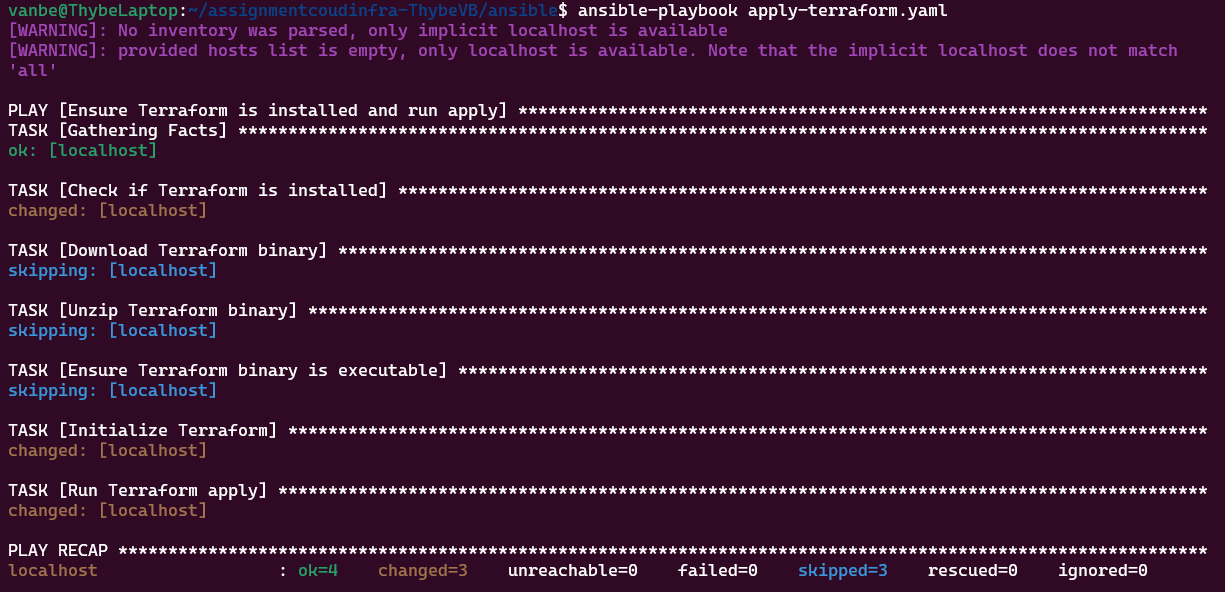 vanbe@ThybeLaptop:~/assignmentcoudinfra-ThybeVB/ansible$ ansible-playbook apply-terraform.yaml
[WARNING]: No inventory was parsed, only implicit localhost is available
[WARNING]: provided hosts list is empty, only localhost is available. Note that the implicit localhost does not match
'all'
PLAY [Ensure Terraform is installed and run apply] *********************************************************************
TASK [Gathering Facts] *************************************************************************************************
ok: [localhost]
TASK [Check if Terraform is installed] *********************************************************************************
changed: [localhost]
TASK [Download Terraform binary] ***************************************************************************************
skipping: [localhost]
TASK [Unzip Terraform binary] ******************************************************************************************
skipping: [localhost]
TASK [Ensure Terraform binary is executable] ***************************************************************************
skipping: [localhost]
TASK [Initialize Terraform] ********************************************************************************************
changed: [localhost]
TASK [Run Terraform apply] *********************************************************************************************
changed: [localhost]
PLAY RECAP *************************************************************************************************************
localhost                  : ok=4    changed=3    unreachable=0    failed=0    skipped=3    rescued=0    ignored=0